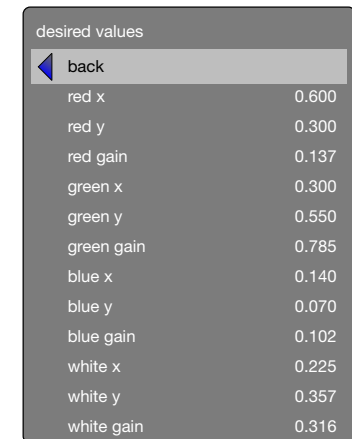 desired values
back
red x 0.600
red y 0.300
red gain 0.137
green x 0.300
green y 0.550
green gain 0.785
blue x 0.140
blue y 0.070
blue gain 0.102
white x 0.225
white y 0.357
white gain 0.316